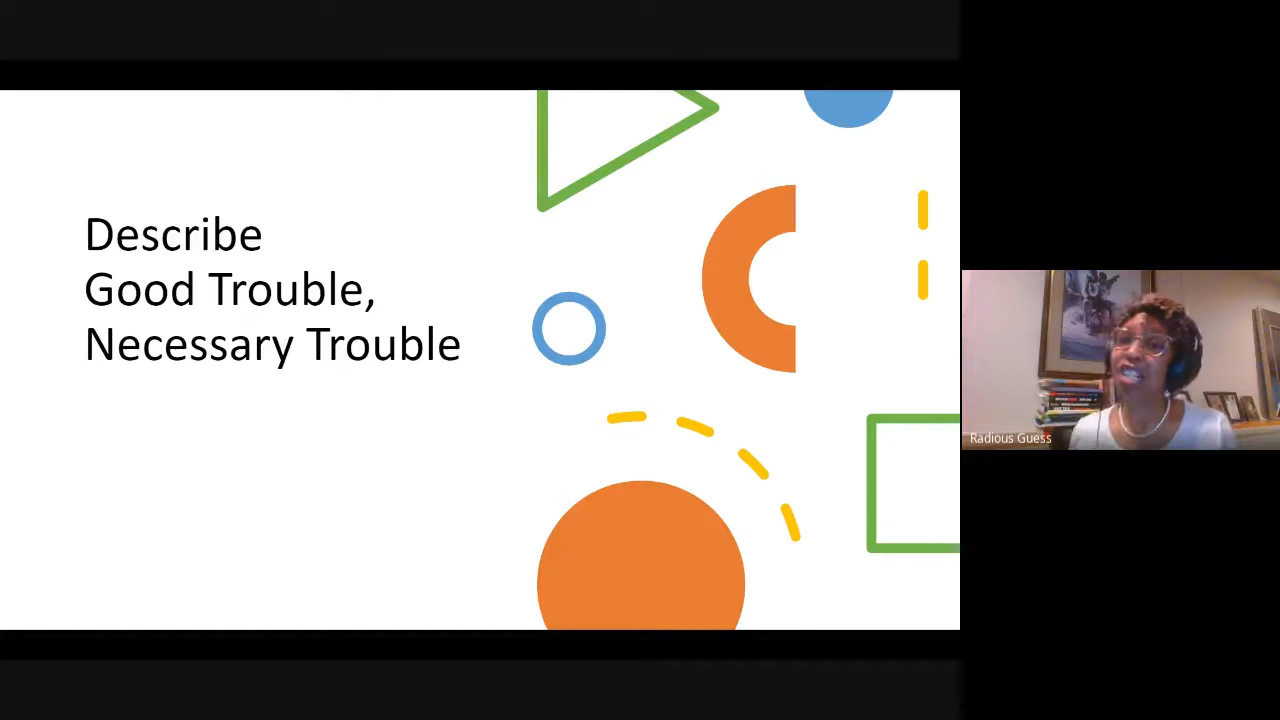 Describe
Good Trouble,
Necessary Trouble
Radious Guess